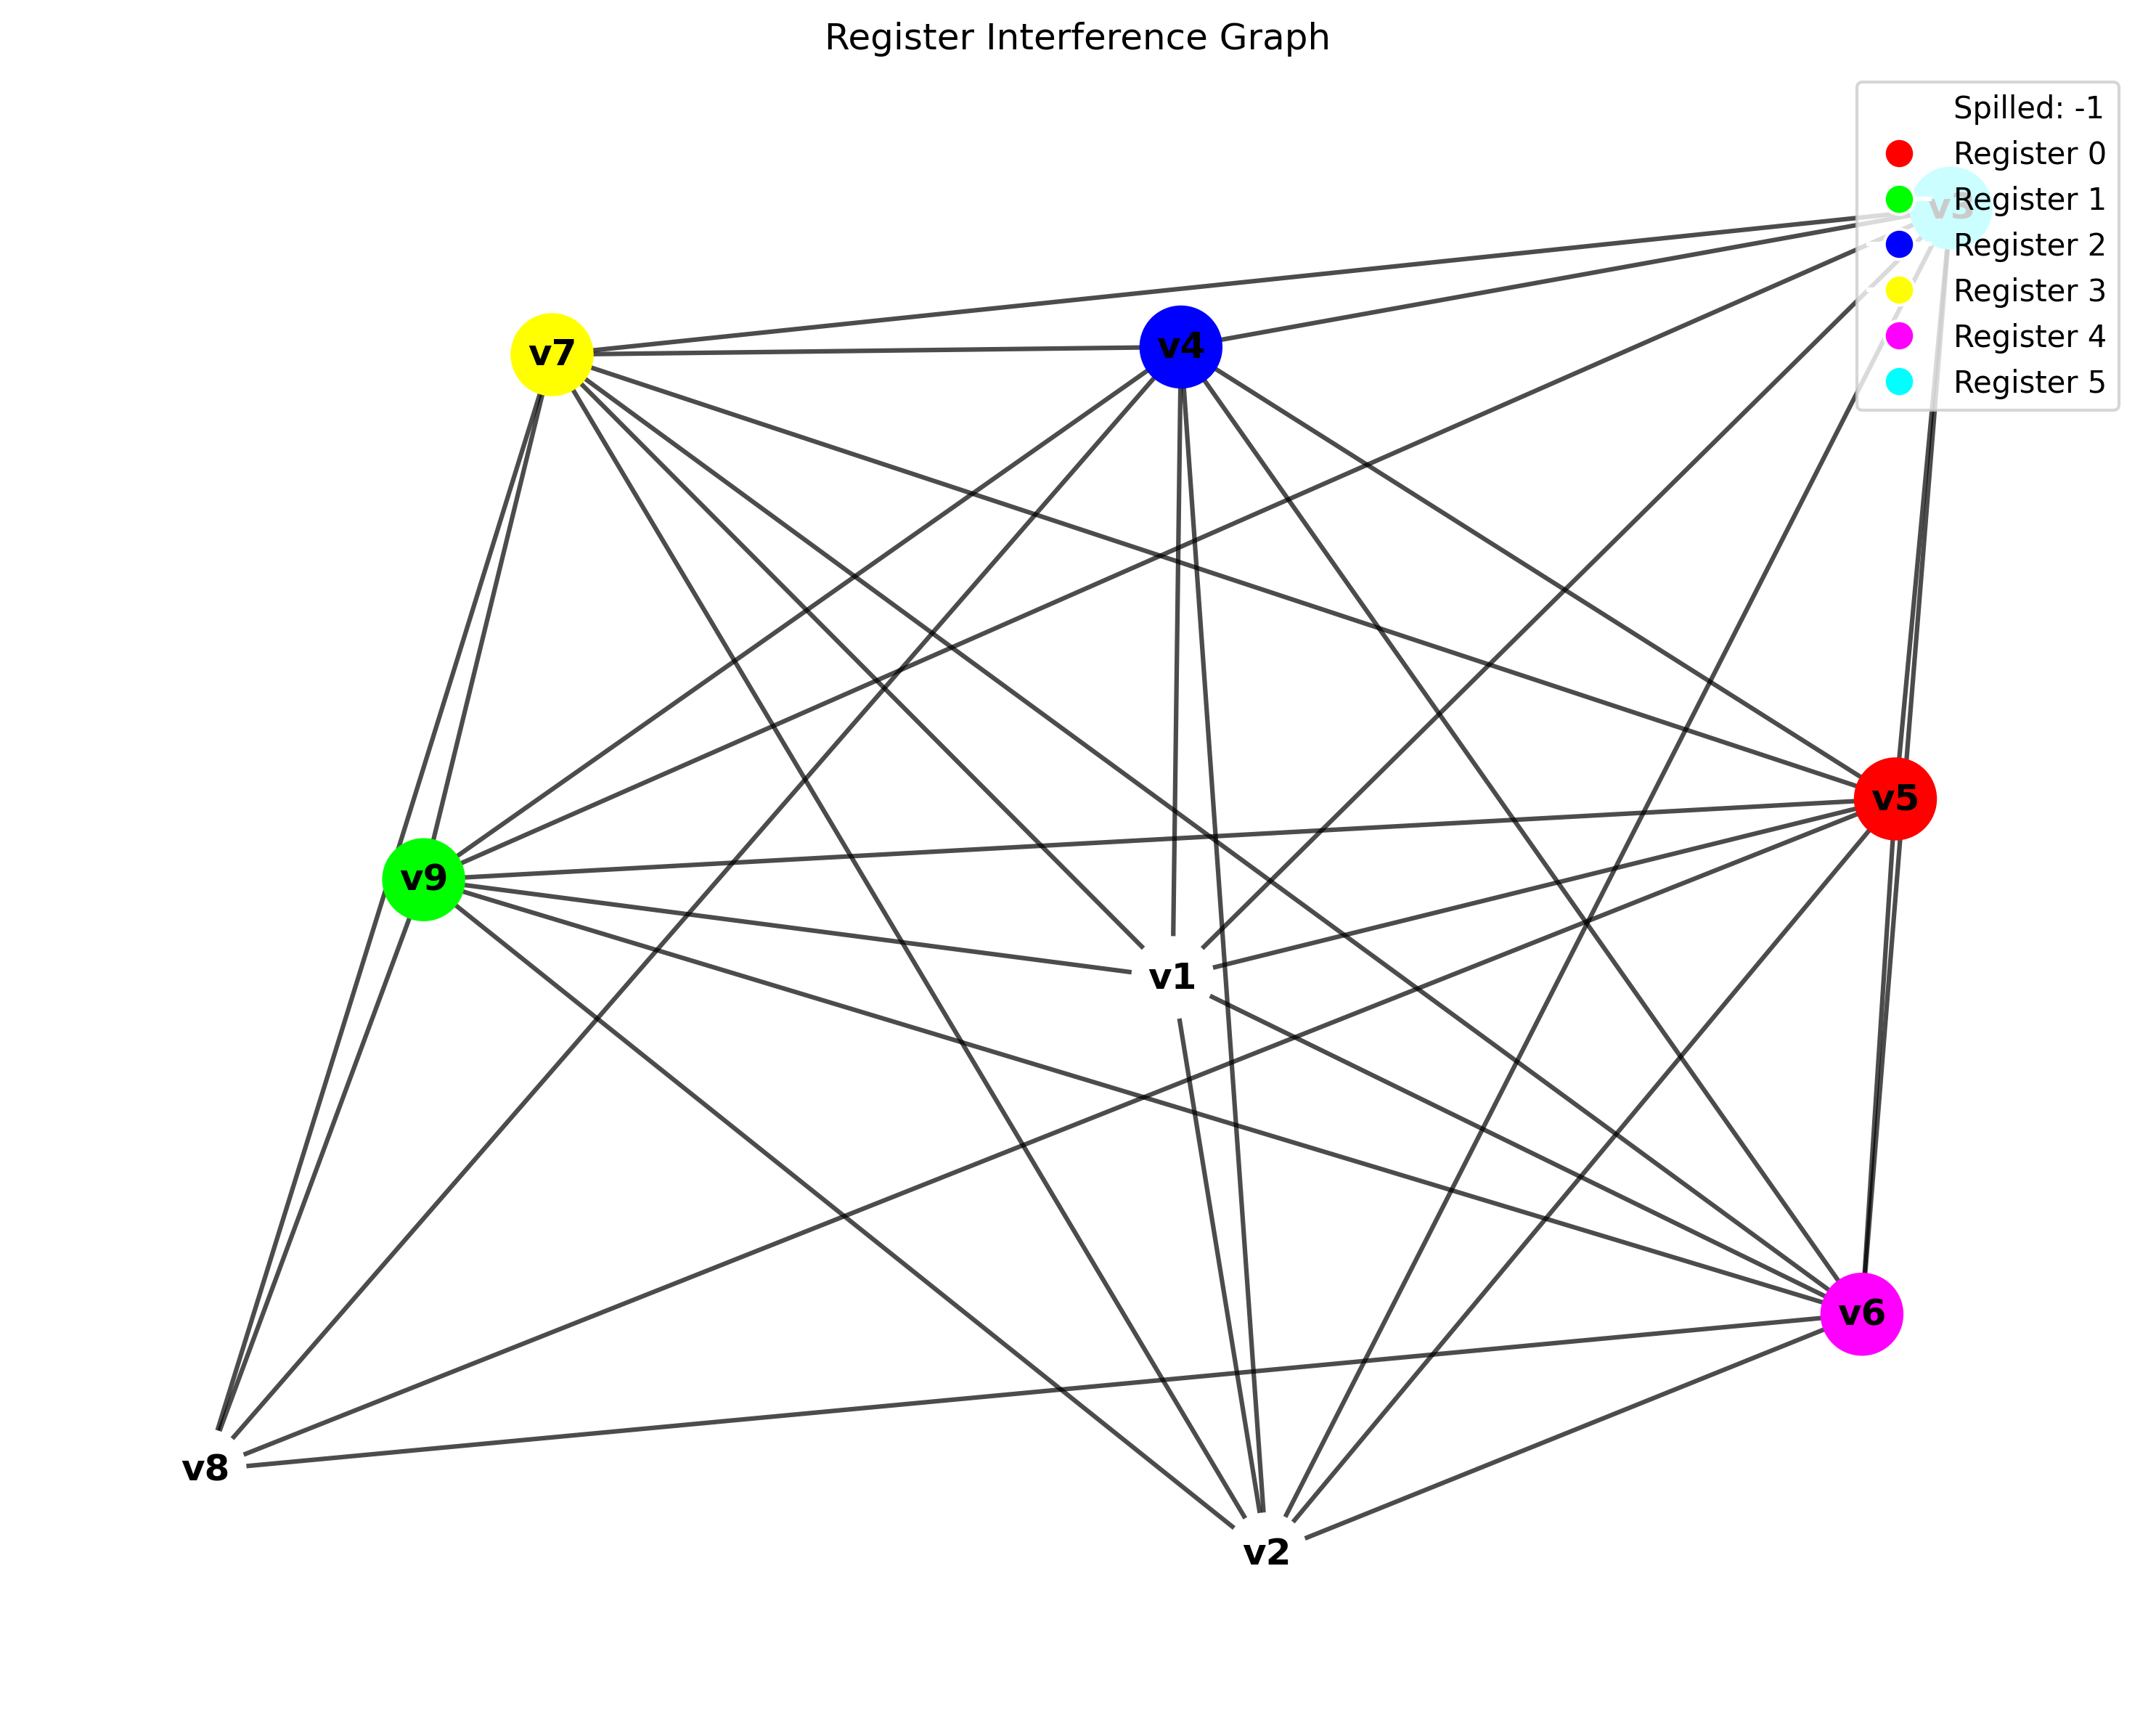 Register Interference Graph
Spilled: -1
Register 0
Register 1
Register 2
Register 3
Register 4
Register 5
v3
v7
v4
v5
v9
v1
v6
v8
v2